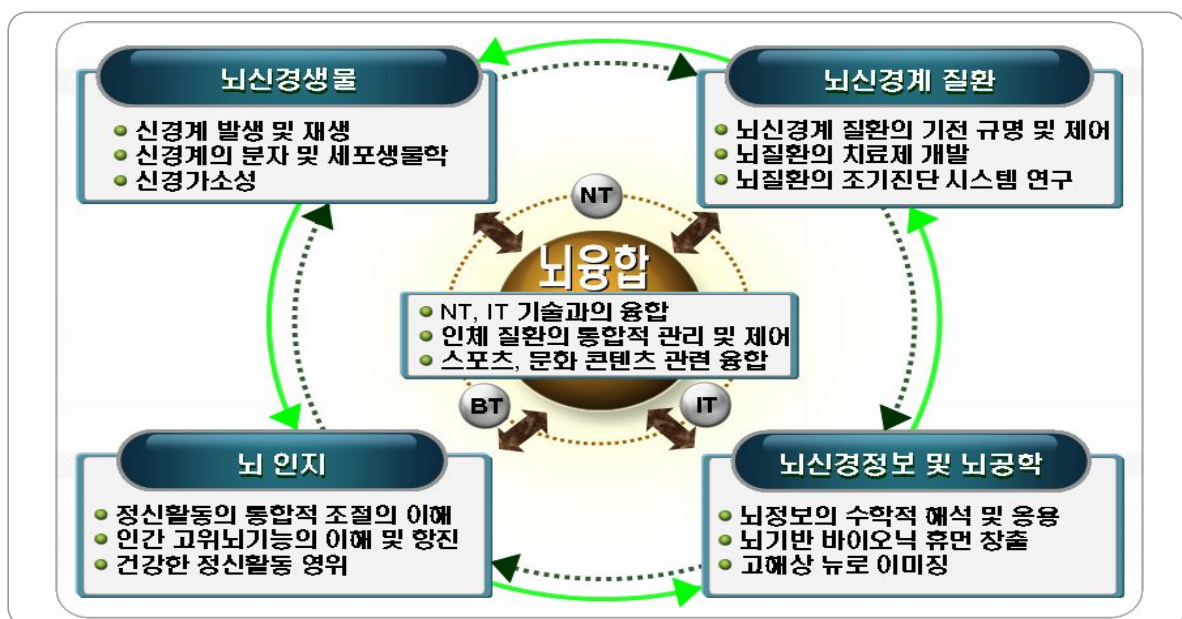 뇌신경생물
신경계 발생 및 재생
신경계의 분자 및 세포생물학
신경가소성
뇌신경계 질환
뇌신경계 질환의 기전 규명 및 제어
뇌질환의 치료제 개발
뇌질환의 조기진단 시스템 연구
NT
뇌융합
NT, IT 기술과의 융합
인체 질환의 통합적 관리 및 제어
스포츠, 문화 콘텐츠 관련 융합
BT
IT
뇌 인지
정신활동의 통합적 조절의 이해
인간 고위뇌기능의 이해 및 항진
건강한 정신활동 영위
뇌신경정보 및 뇌공학
뇌정보의 수학적 해석 및 응용
뇌기반 바이오닉 휴먼 창출
고해상 뉴로 이미징